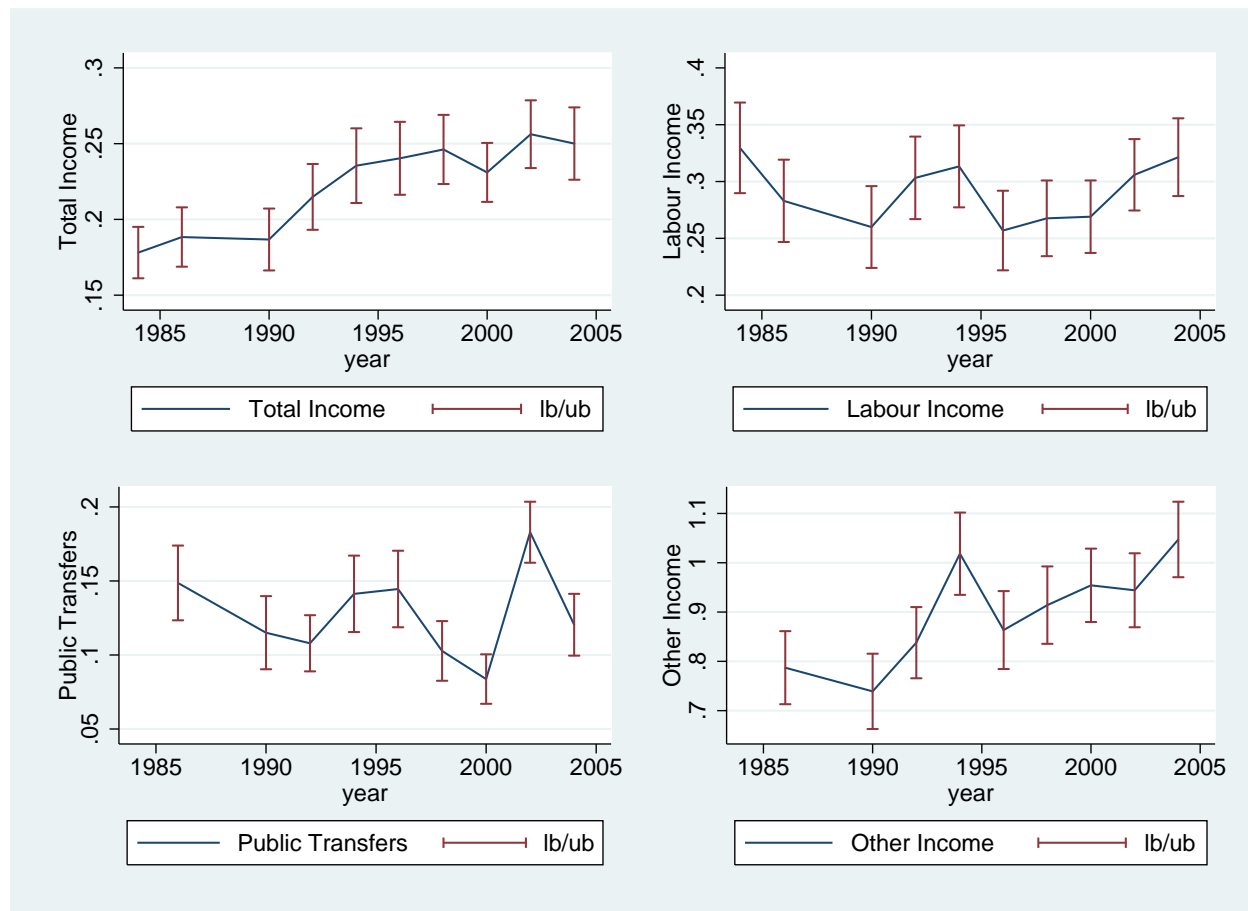 .3
.25
.2
.15
Total Income
1985 1990 1995 2000 2005
year
Total Income lb/ub
.4
.35
.3
.25
.2
Labour Income
1985 1990 1995 2000 2005
year
Labour Income lb/ub
.2
.15
.1
.05
Public Transfers
1985 1990 1995 2000 2005
year
Public Transfers lb/ub
1.1
1
.9
.8
.7
Other Income
1985 1990 1995 2000 2005
year
Other Income lb/ub